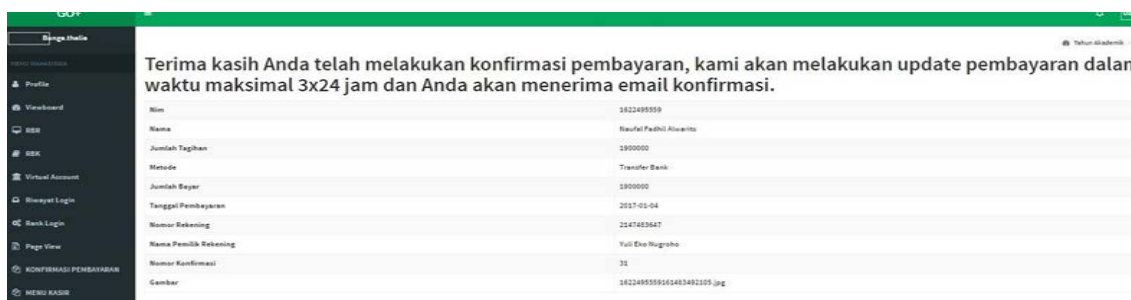 GO+
Bunga.thalia
MENU MAHASISWA
Profile
Viewboard
RBR
RBK
Virtual Account
Riwayat Login
Rank Login
Page View
KONFIRMASI PEMBAYARAN
MENU KASIR
Tahun Akademik
Terima kasih Anda telah melakukan konfirmasi pembayaran, kami akan melakukan update pembayaran dalam
waktu maksimal 3x24 jam dan Anda akan menerima email konfirmasi.
Nim 1622495559
Nama Naufal Fadhil Alwarits
Jumlah Tagihan 1900000
Metode Transfer Bank
Jumlah Bayar 1900000
Tanggal Pembayaran 2017-01-04
Nomor Rekening 2147483647
Nama Pemilik Rekening Yuli Eko Nugroho
Nomor Konfirmasi 31
Gambar 1622495559161483492105.jpg